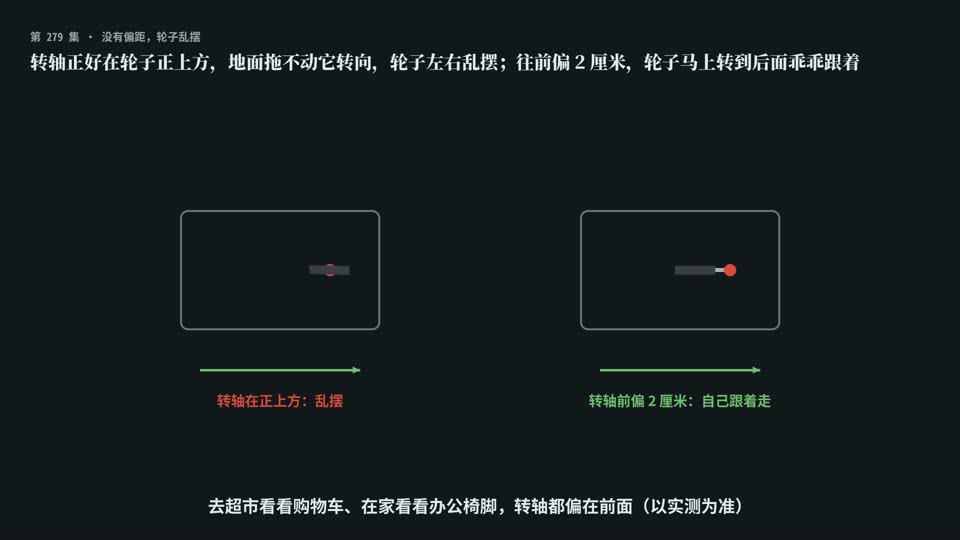 第 279 集 · 没有偏距，轮子乱摆
转轴正好在轮子正上方，地面拖不动它转向，轮子左右乱摆；往前偏 2 厘米，轮子马上转到后面乖乖跟着
转轴在正上方：乱摆
转轴前偏 2 厘米：自己跟着走
去超市看看购物车、在家看看办公椅脚，转轴都偏在前面（以实测为准）